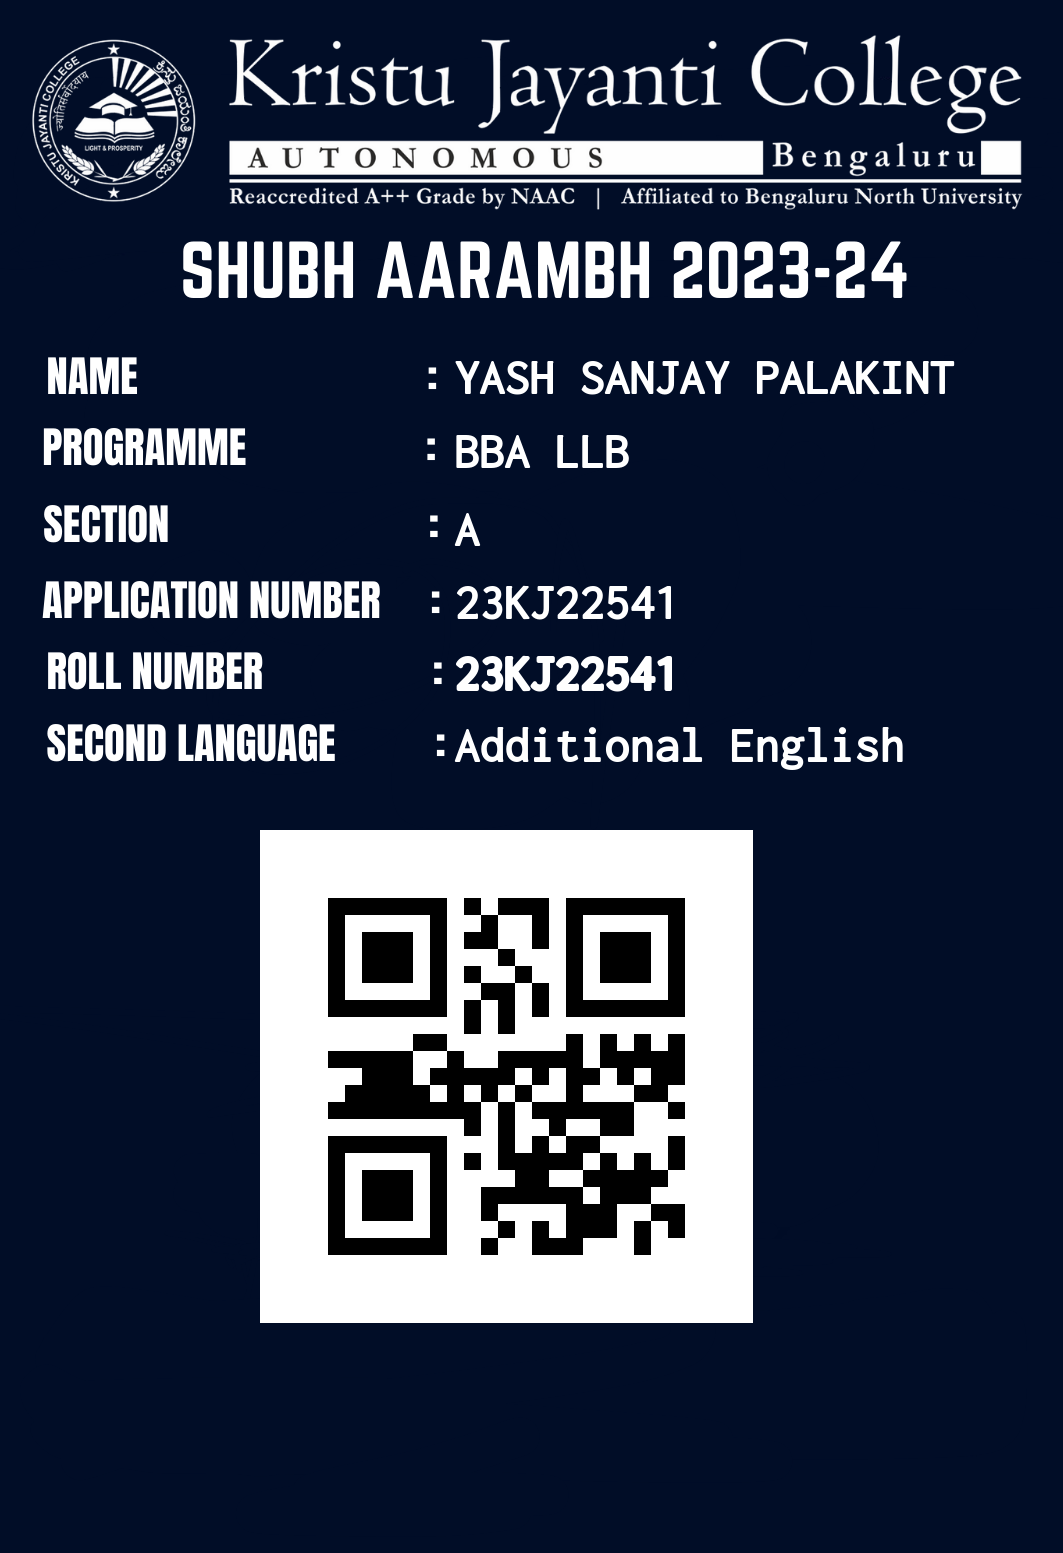 Kristu Jayanti College
AUTONOMOUS Bengaluru
Reaccredited A++ Grade by NAAC | Affiliated to Bengaluru North University
KRISTU JAYANTI COLLEGE
LIGHT & PROSPERITY
SHUBH AARAMBH 2023-24
NAME : YASH SANJAY PALAKINT
PROGRAMME : BBA LLB
SECTION : A
APPLICATION NUMBER : 23KJ22541
ROLL NUMBER : 23KJ22541
SECOND LANGUAGE : Additional English